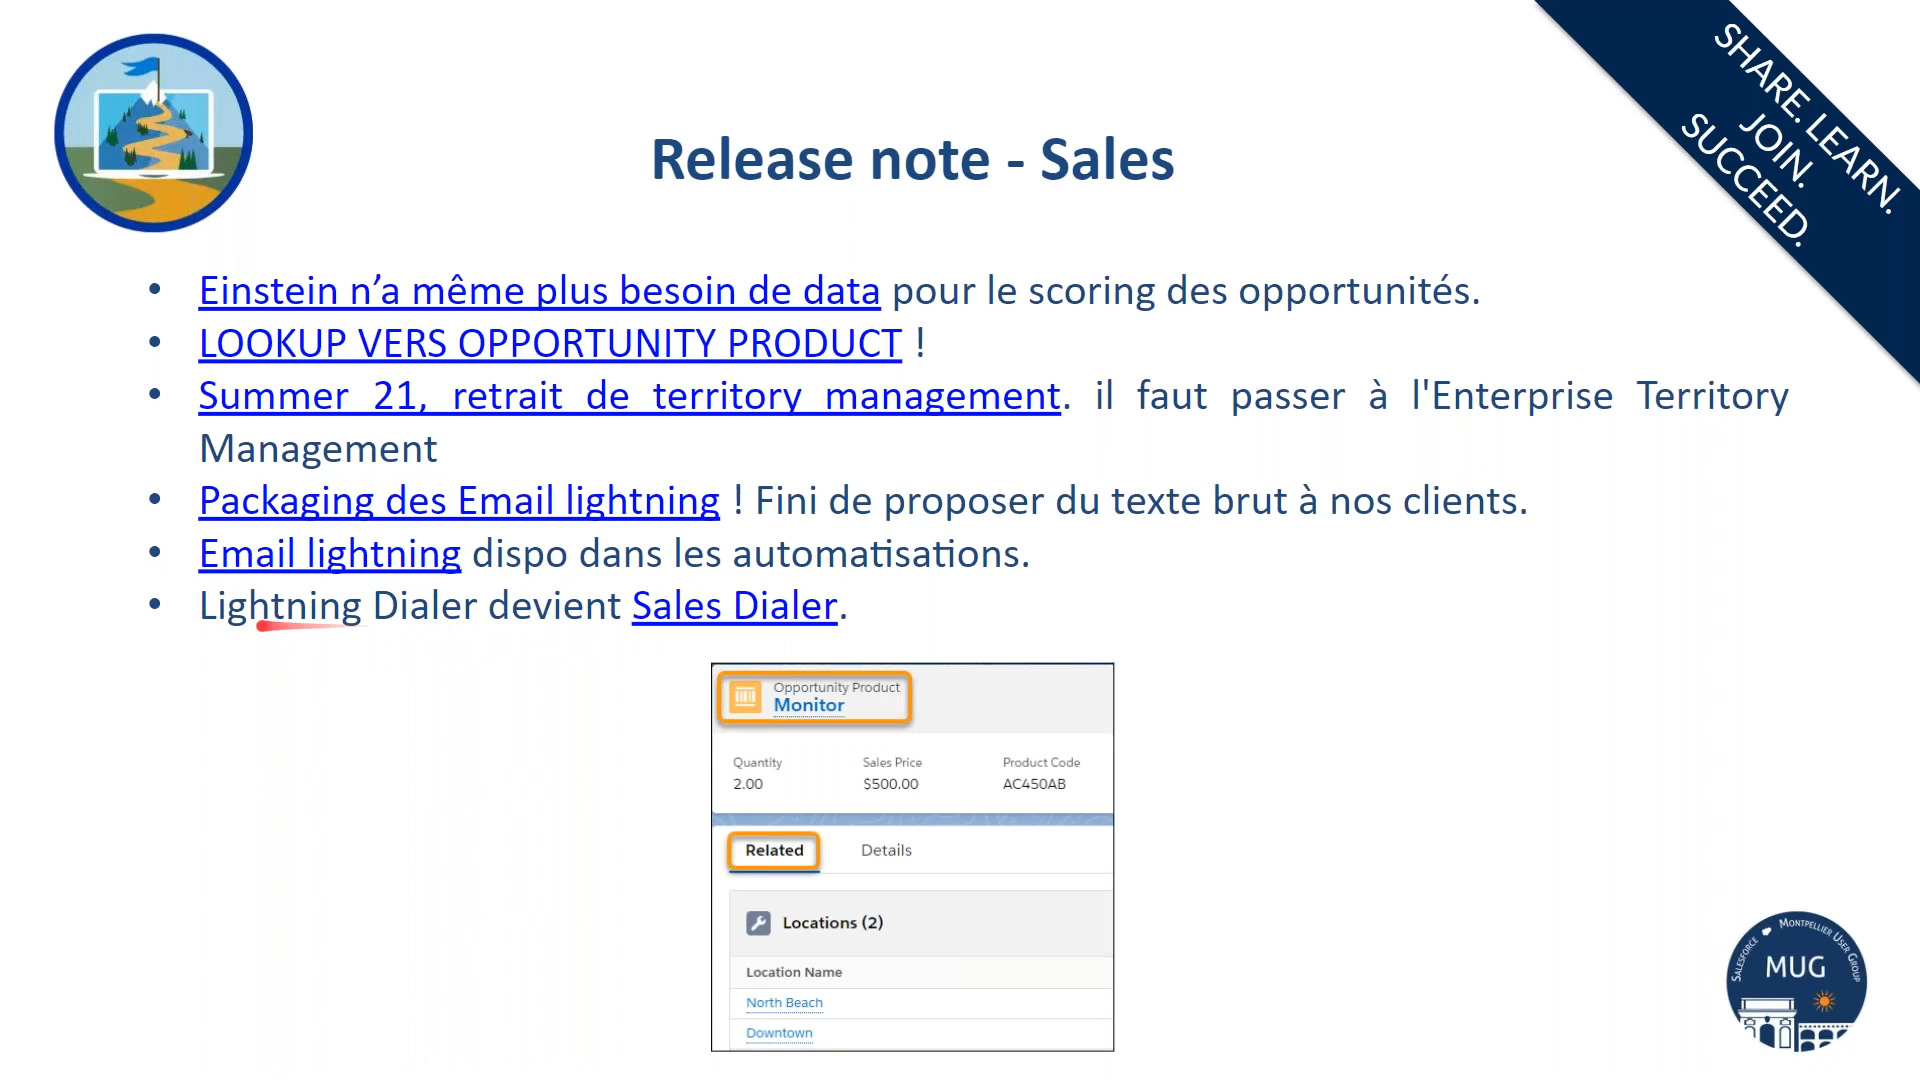 SHARE. LEARN.
JOIN.
SUCCEED.
Release note - Sales
• Einstein n’a même plus besoin de data pour le scoring des opportunités.
• LOOKUP VERS OPPORTUNITY PRODUCT !
• Summer 21, retrait de territory management. il faut passer à l'Enterprise Territory
Management
• Packaging des Email lightning ! Fini de proposer du texte brut à nos clients.
• Email lightning dispo dans les automatisations.
• Lightning Dialer devient Sales Dialer.
Opportunity Product
Monitor
Quantity Sales Price Product Code
2.00 $500.00 AC450AB
Related Details
Locations (2)
Location Name
North Beach
Downtown
SALESFORCE MONTPELLIER USER GROUP
MUG